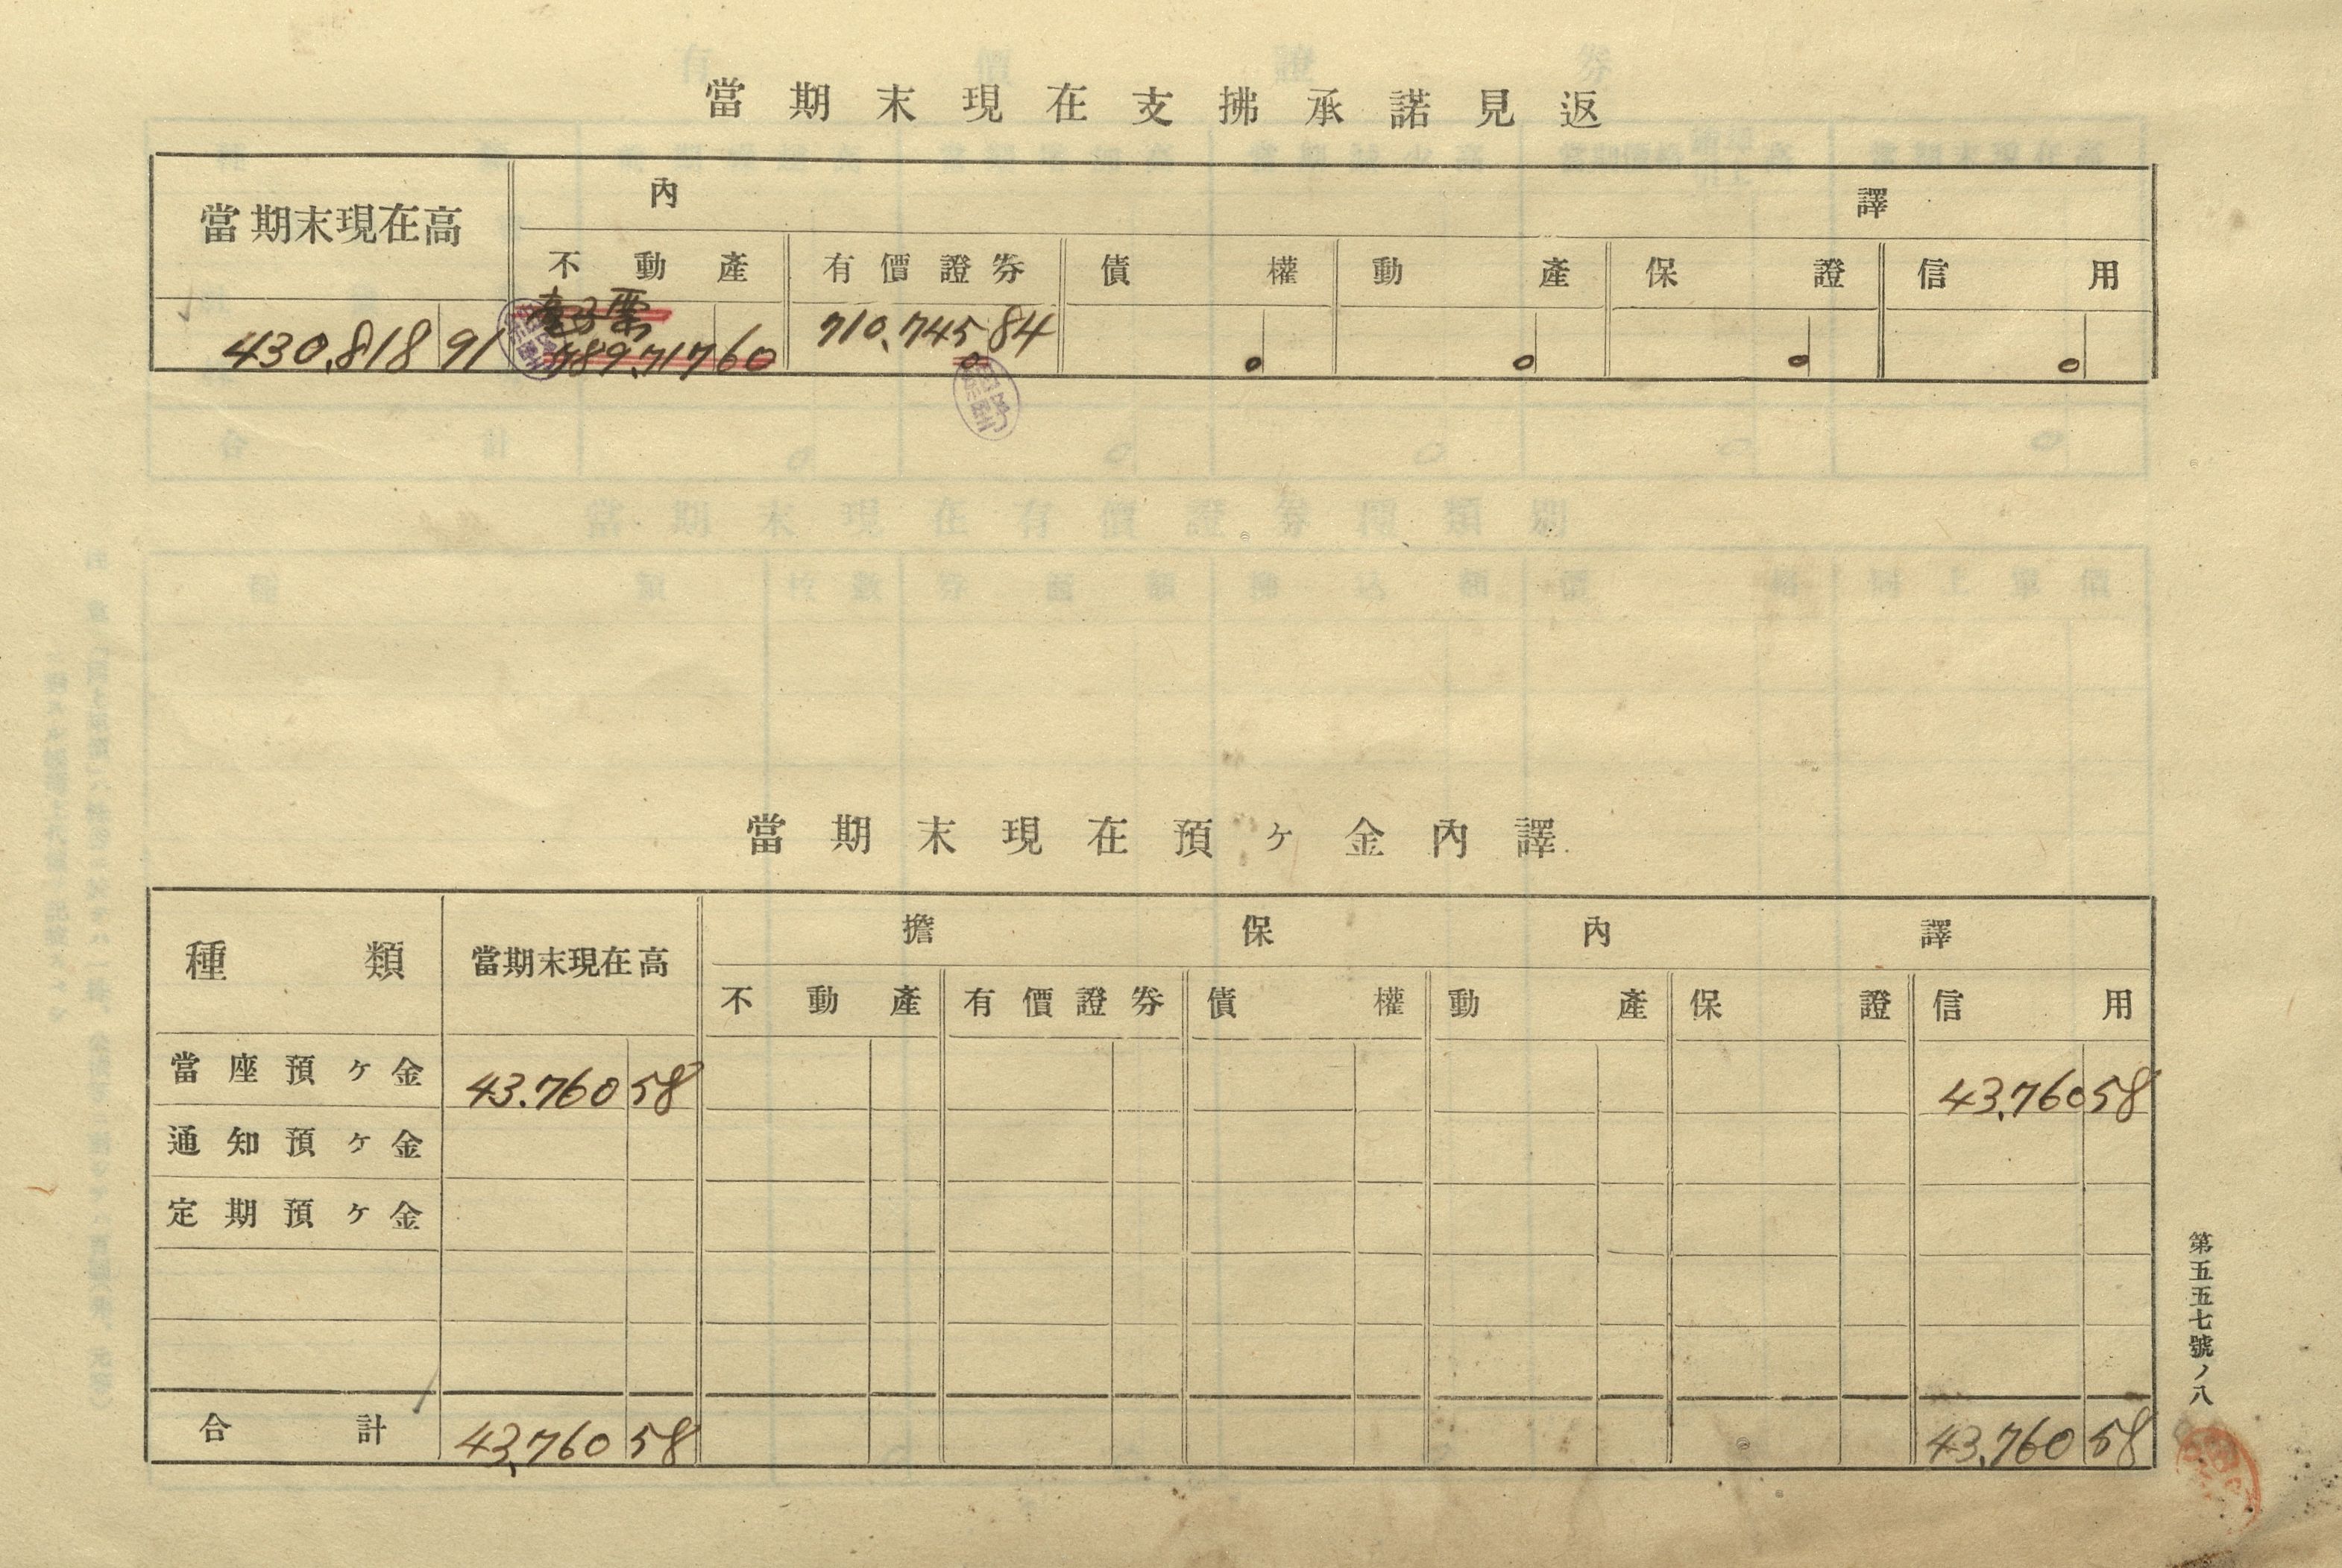 當期末現在支拂承諾見返
當期末現在高 內譯
不動產 有價證券 債權 動產 保證 信用
430,818 91 789,717 60 710,745 84 0 0 0 0 0
當期末現在預ヶ金內譯
種類 當期末現在高 擔保內譯
不動產 有價證券 債權 動產 保證 信用
當座預ヶ金 43.760 58 43,760 58
通知預ヶ金
定期預ヶ金
合計 43,760 58 43,760 58
第五五七號ノ八